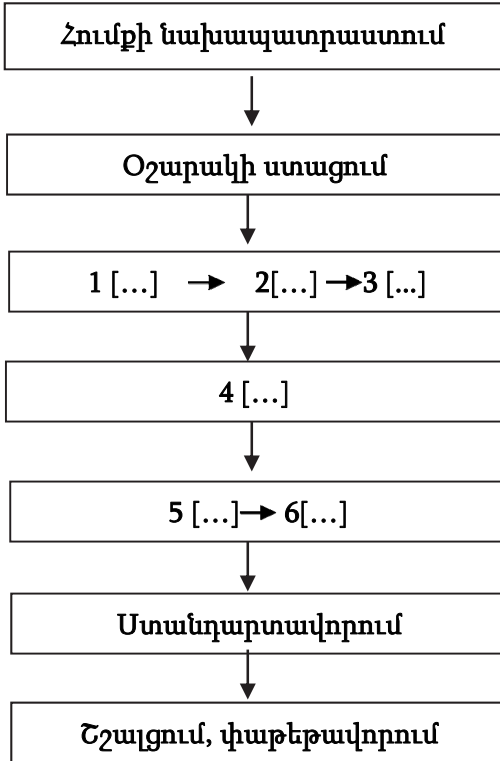 Հումքի նախապատրաստում
Օշարակի ստացում
1 […] → 2[…] →3 [...]
4 […]
5 […]→ 6[…]
Ստանդարտավորում
Շշալցում, փաթեթավորում